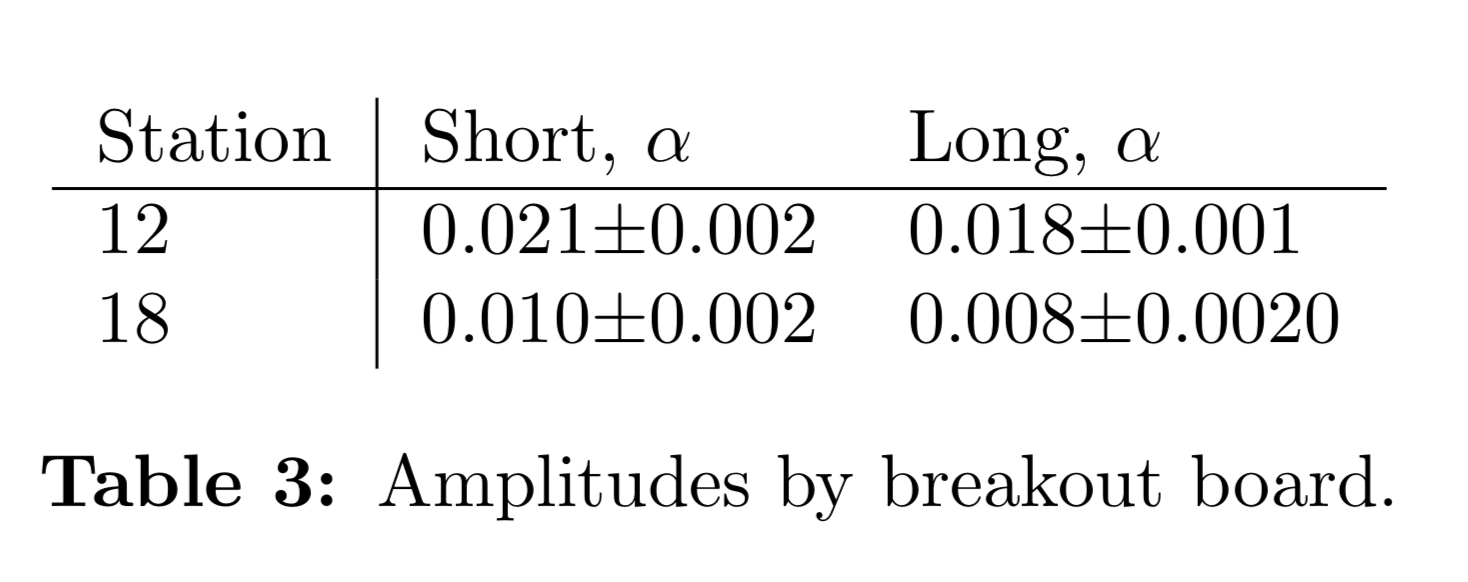 Station Short, α Long, α
12 0.021±0.002 0.018±0.001
18 0.010±0.002 0.008±0.0020
Table 3: Amplitudes by breakout board.